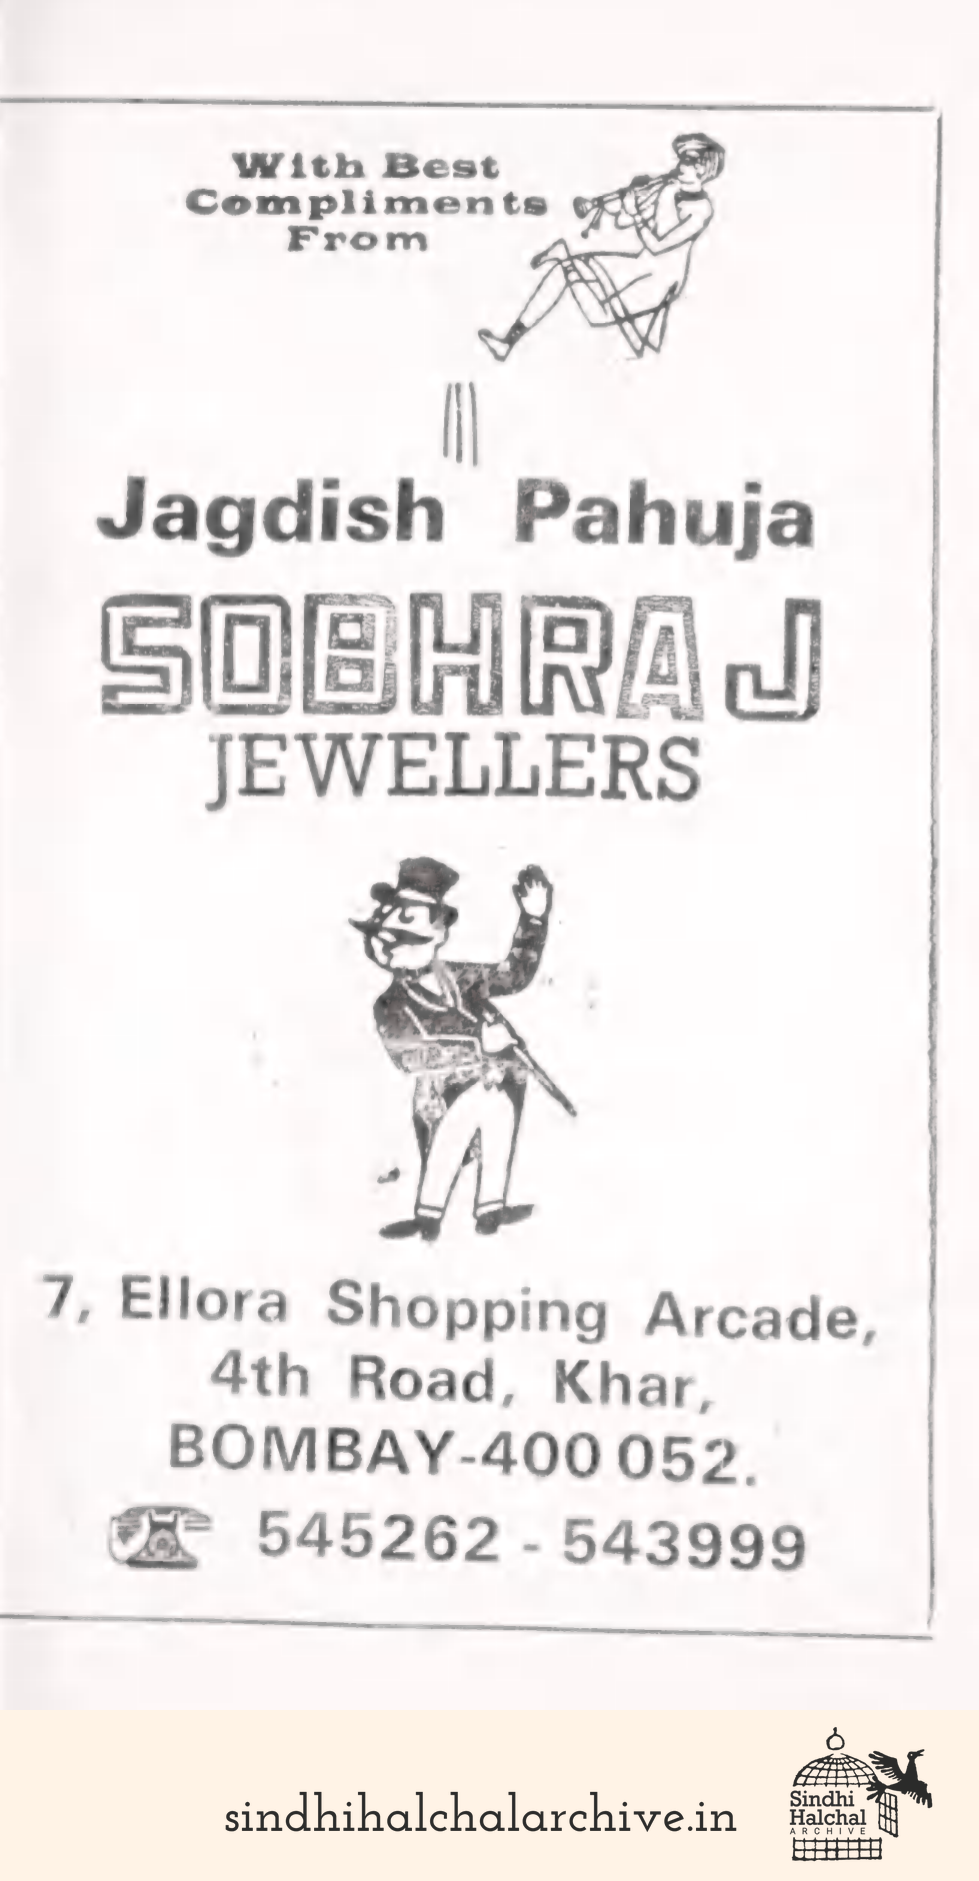 With Best
Compliments
From
Jagdish Pahuja
SOBHRAJ
JEWELLERS
7, Ellora Shopping Arcade,
4th Road, Khar,
BOMBAY-400 052.
545262 - 543999
sindhihalchalarchive.in
Sindhi
Halchal
ARCHIVE